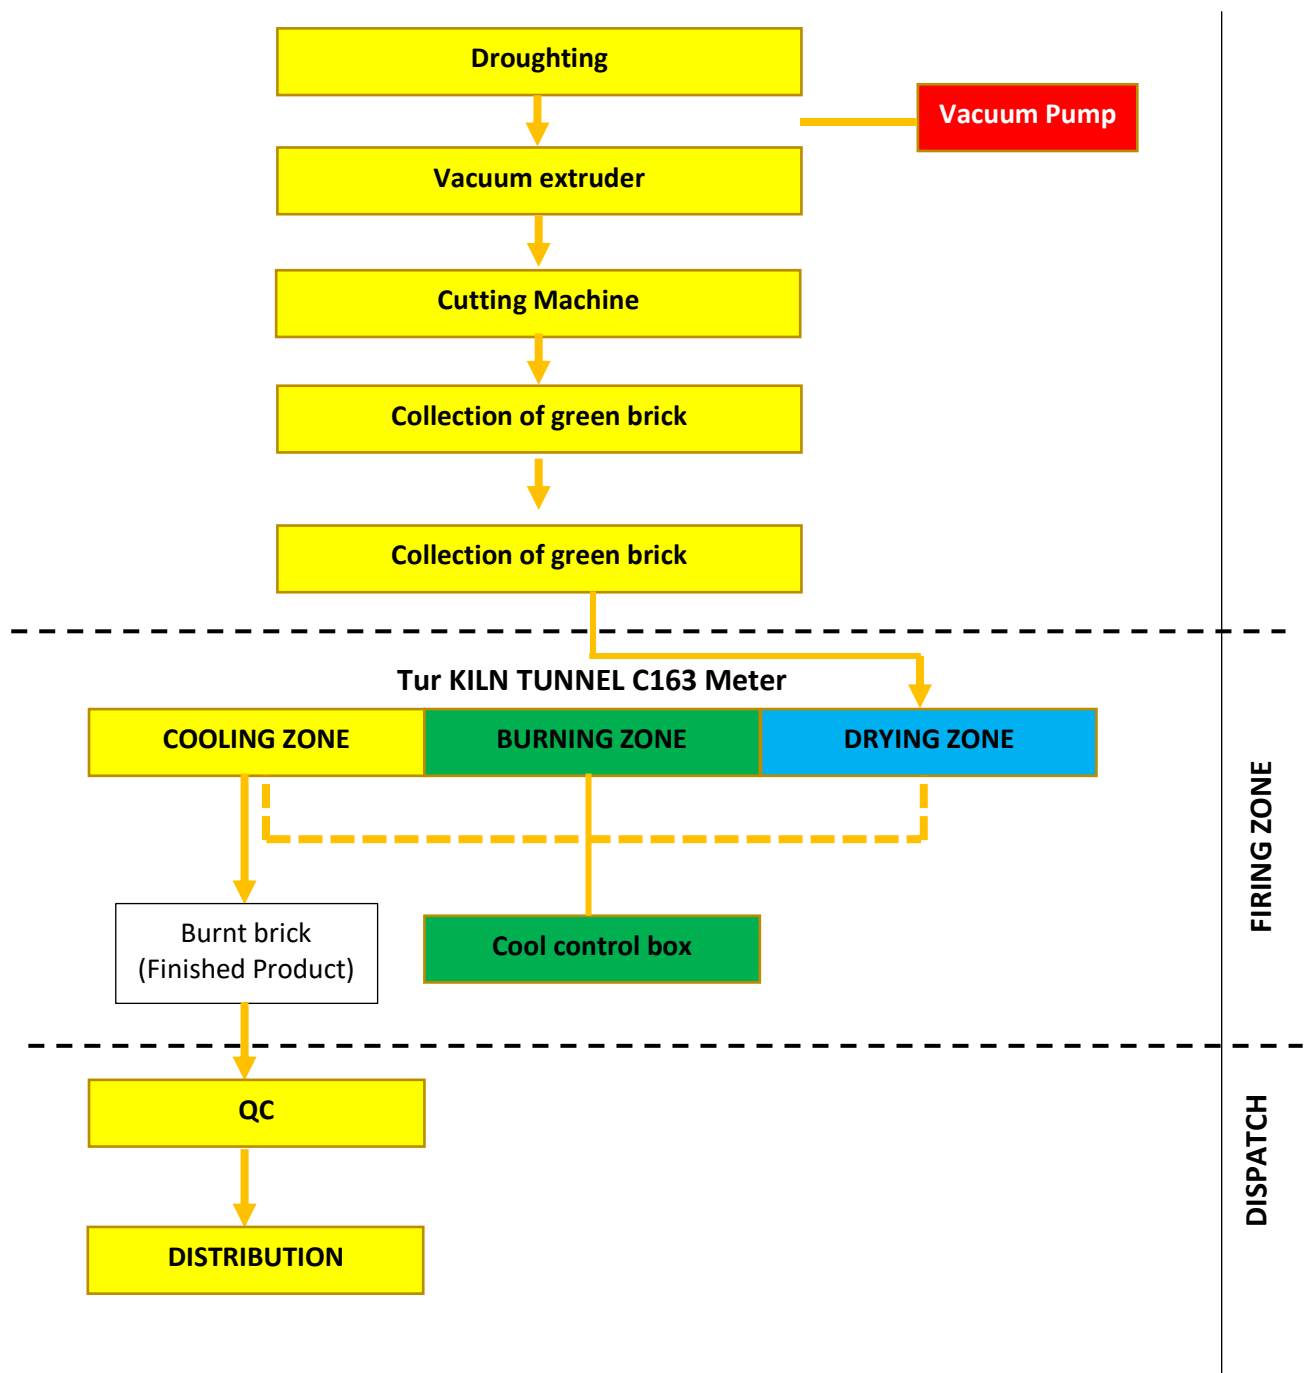 Droughting
Vacuum Pump
Vacuum extruder
Cutting Machine
Collection of green brick
Collection of green brick
Tur KILN TUNNEL C163 Meter
COOLING ZONE
BURNING ZONE
DRYING ZONE
FIRING ZONE
Burnt brick
(Finished Product)
Cool control box
QC
DISPATCH
DISTRIBUTION